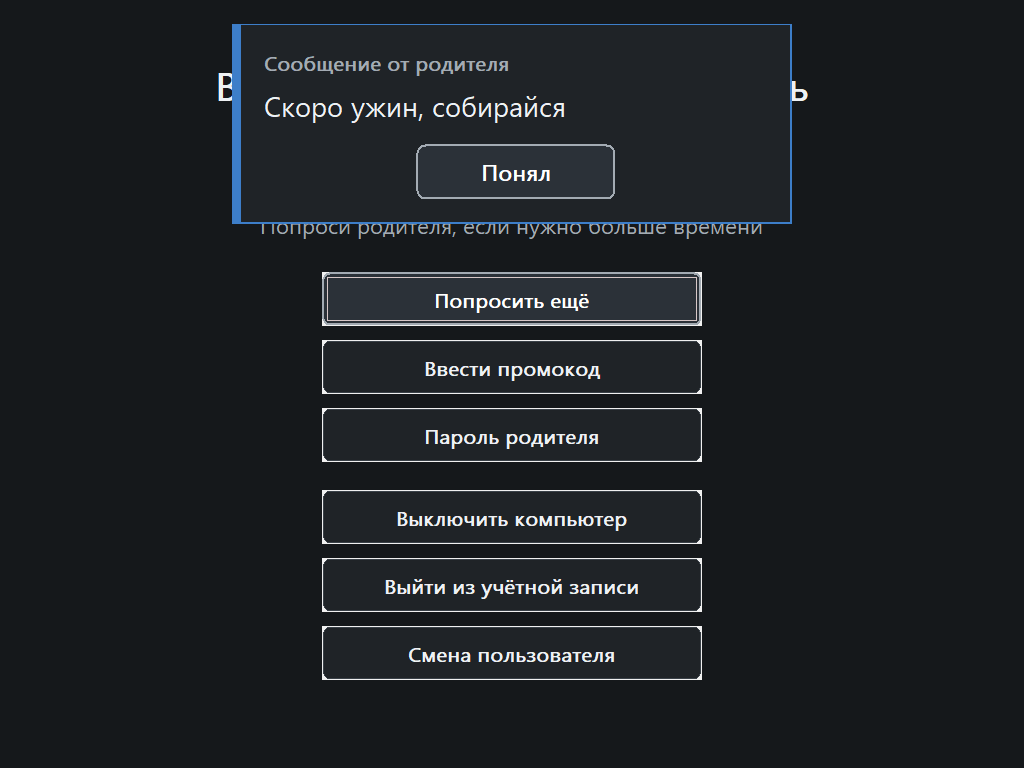 Сообщение от родителя
Скоро ужин, собирайся
Понял
Попроси родителя, если нужно больше времени
Попросить ещё
Ввести промокод
Пароль родителя
Выключить компьютер
Выйти из учётной записи
Смена пользователя